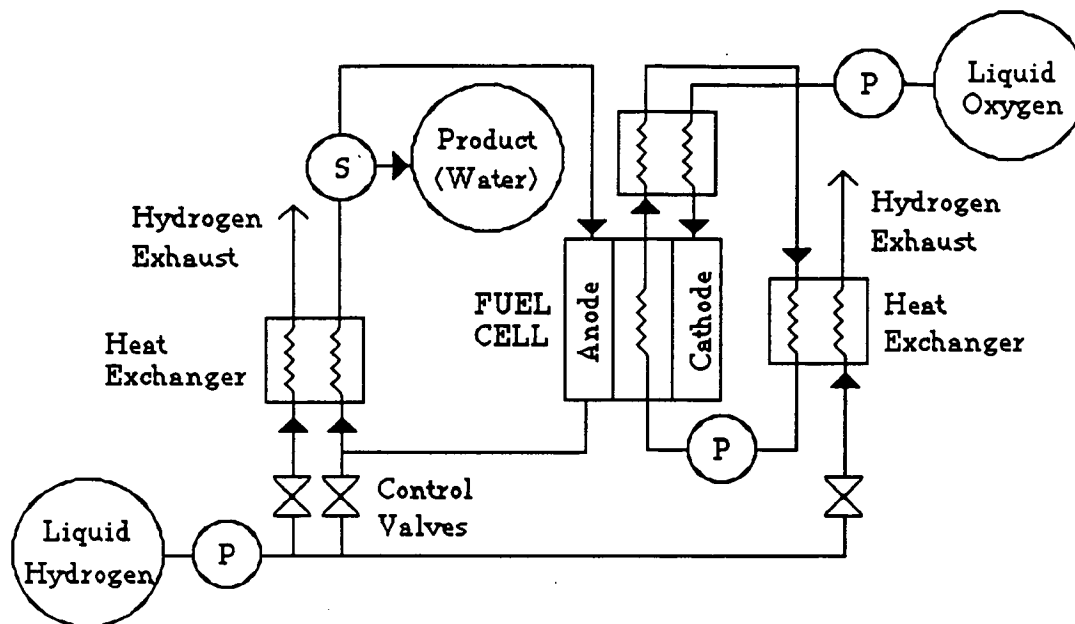 P
Liquid
Oxygen
Product
(Water)
S
Hydrogen
Exhaust
Hydrogen
Exhaust
FUEL
CELL
Anode
Cathode
Heat
Exchanger
Heat
Exchanger
P
Control
Valves
Liquid
Hydrogen
P